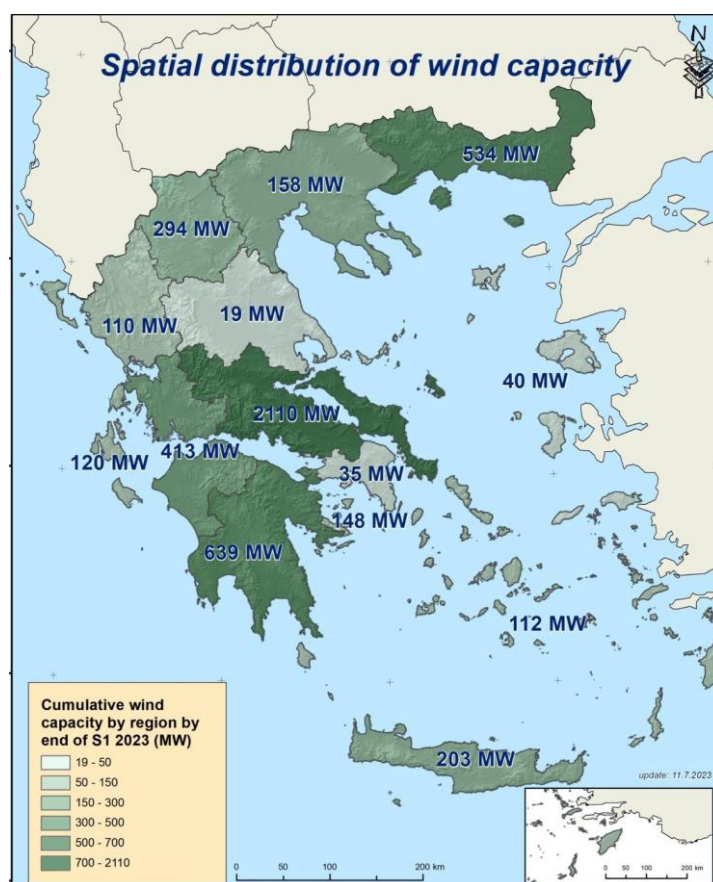 Spatial distribution of wind capacity
N
534 MW
158 MW
294 MW
110 MW
19 MW
40 MW
2110 MW
413 MW
120 MW
35 MW
148 MW
639 MW
112 MW
203 MW
Cumulative wind
capacity by region by
end of S1 2023 (MW)
19 - 50
50 - 150
150 - 300
300 - 500
500 - 700
700 - 2110
update: 11.7.2023
0 50 100 200 km
0 50 100 200 km